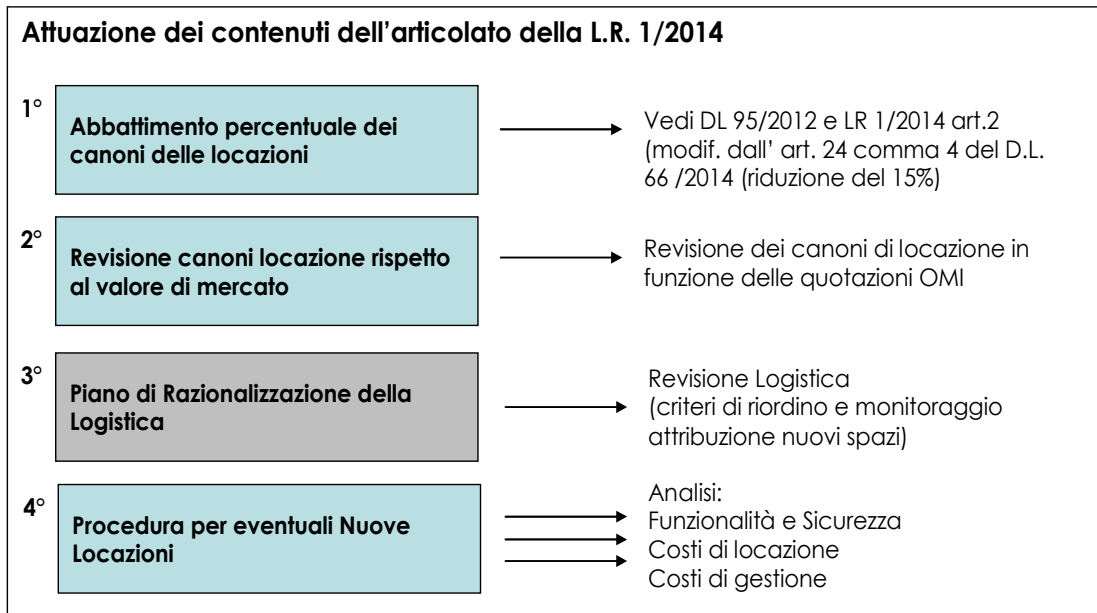 Attuazione dei contenuti dell'articolato della L.R. 1/2014
1°
Abbattimento percentuale dei
canoni delle locazioni
Vedi DL 95/2012 e LR 1/2014 art.2
(modif. dall' art. 24 comma 4 del D.L.
66 /2014 (riduzione del 15%)
2°
Revisione canoni locazione rispetto
al valore di mercato
Revisione dei canoni di locazione in
funzione delle quotazioni OMI
3°
Piano di Razionalizzazione della
Logistica
Revisione Logistica
(criteri di riordino e monitoraggio
attribuzione nuovi spazi)
4°
Procedura per eventuali Nuove
Locazioni
Analisi:
Funzionalità e Sicurezza
Costi di locazione
Costi di gestione